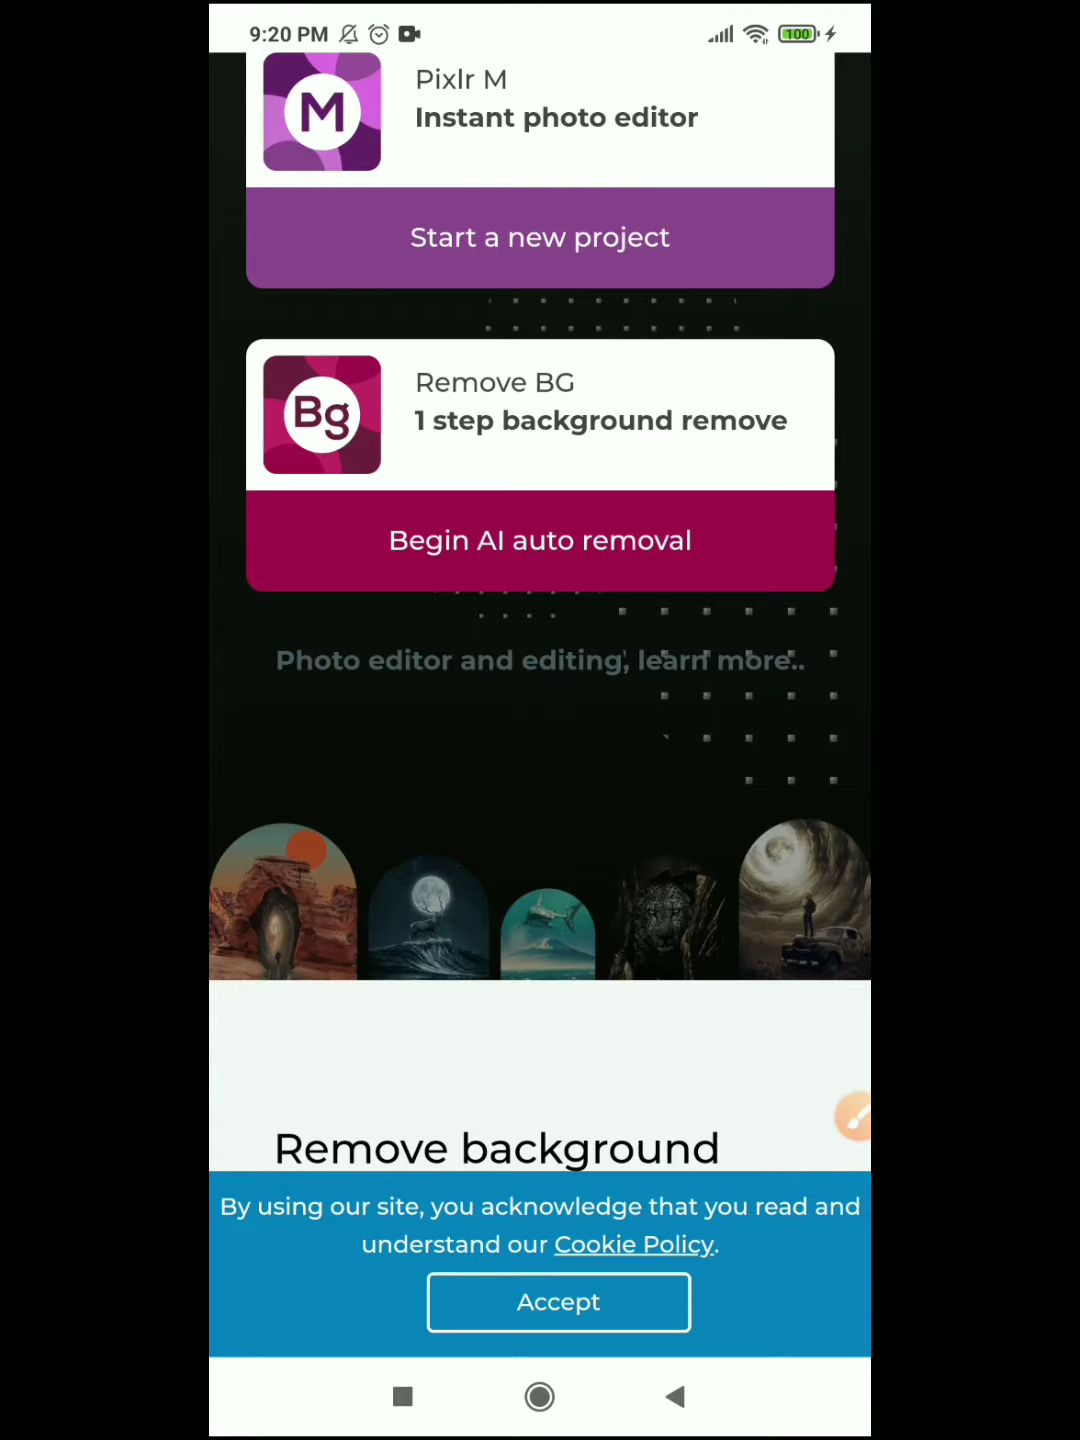 9:20 PM
100
M
Pixlr M
Instant photo editor
Start a new project
Bg
Remove BG
1 step background remove
Begin AI auto removal
Photo editor and editing, learn more..
Remove background
By using our site, you acknowledge that you read and
understand our Cookie Policy.
Accept